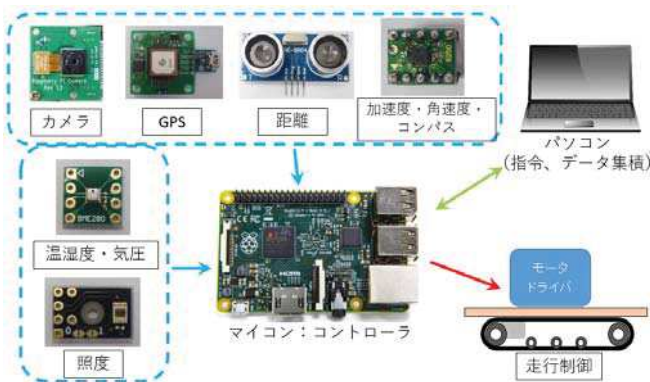 カメラ
GPS
距離
加速度・角速度・
コンパス
パソコン
(指令、データ集積)
BME280
温湿度・気圧
照度
マイコン：コントローラ
モータ
ドライバ
走行制御